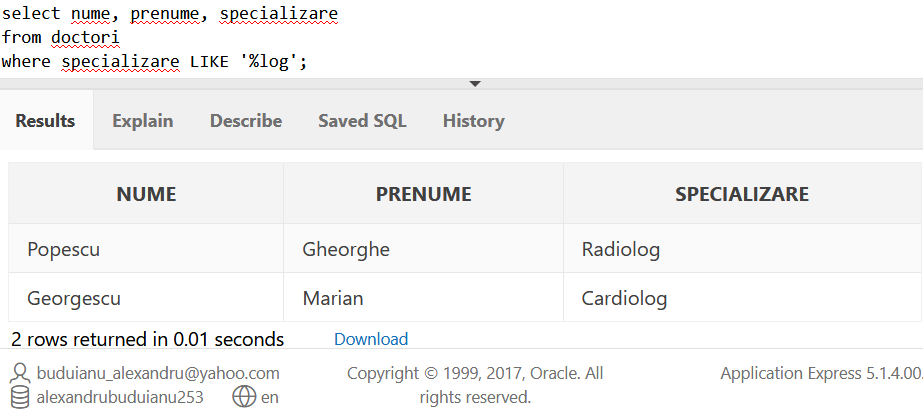 select nume, prenume, specializare
from doctori
where specializare LIKE '%log';
Results Explain Describe Saved SQL History
NUME PRENUME SPECIALIZARE
Popescu Gheorghe Radiolog
Georgescu Marian Cardiolog
2 rows returned in 0.01 seconds Download
buduianu_alexandru@yahoo.com Copyright © 1999, 2017, Oracle. All Application Express 5.1.4.00.
alexandrubuduianu253 en rights reserved.